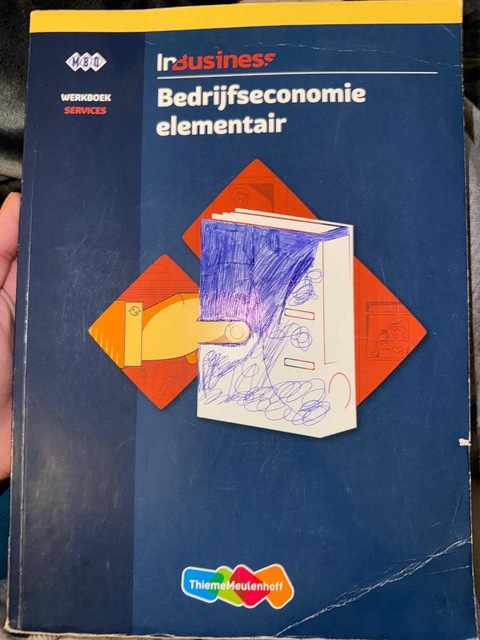 MBO
WERKBOEK
SERVICES
InBusiness
Bedrijfseconomie
elementair
ThiemeMeulenhoff